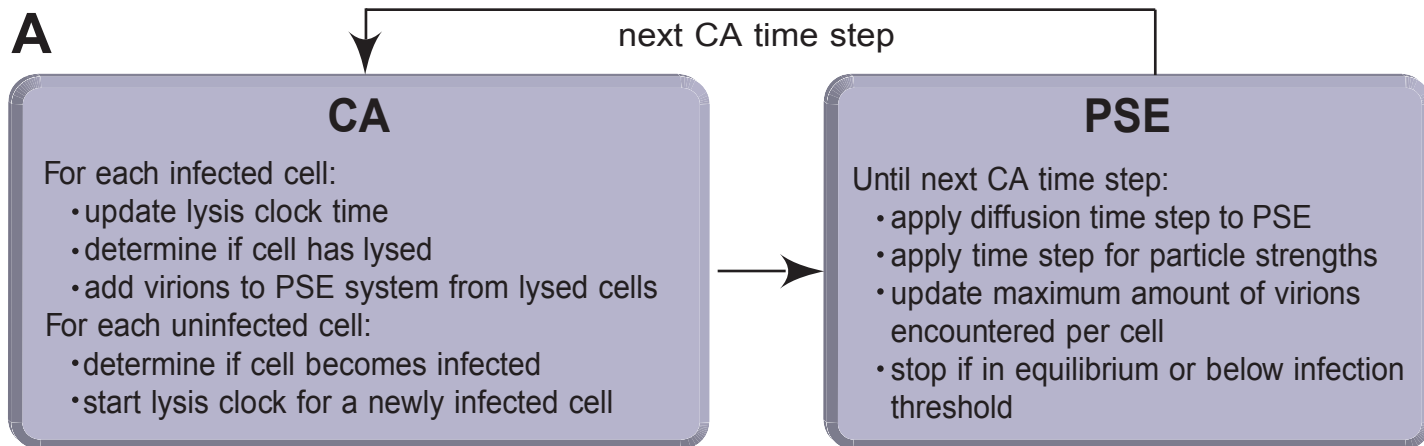 A
next CA time step
CA
For each infected cell:
• update lysis clock time
• determine if cell has lysed
• add virions to PSE system from lysed cells
For each uninfected cell:
• determine if cell becomes infected
• start lysis clock for a newly infected cell
PSE
Until next CA time step:
• apply diffusion time step to PSE
• apply time step for particle strengths
• update maximum amount of virions
encountered per cell
• stop if in equilibrium or below infection
threshold